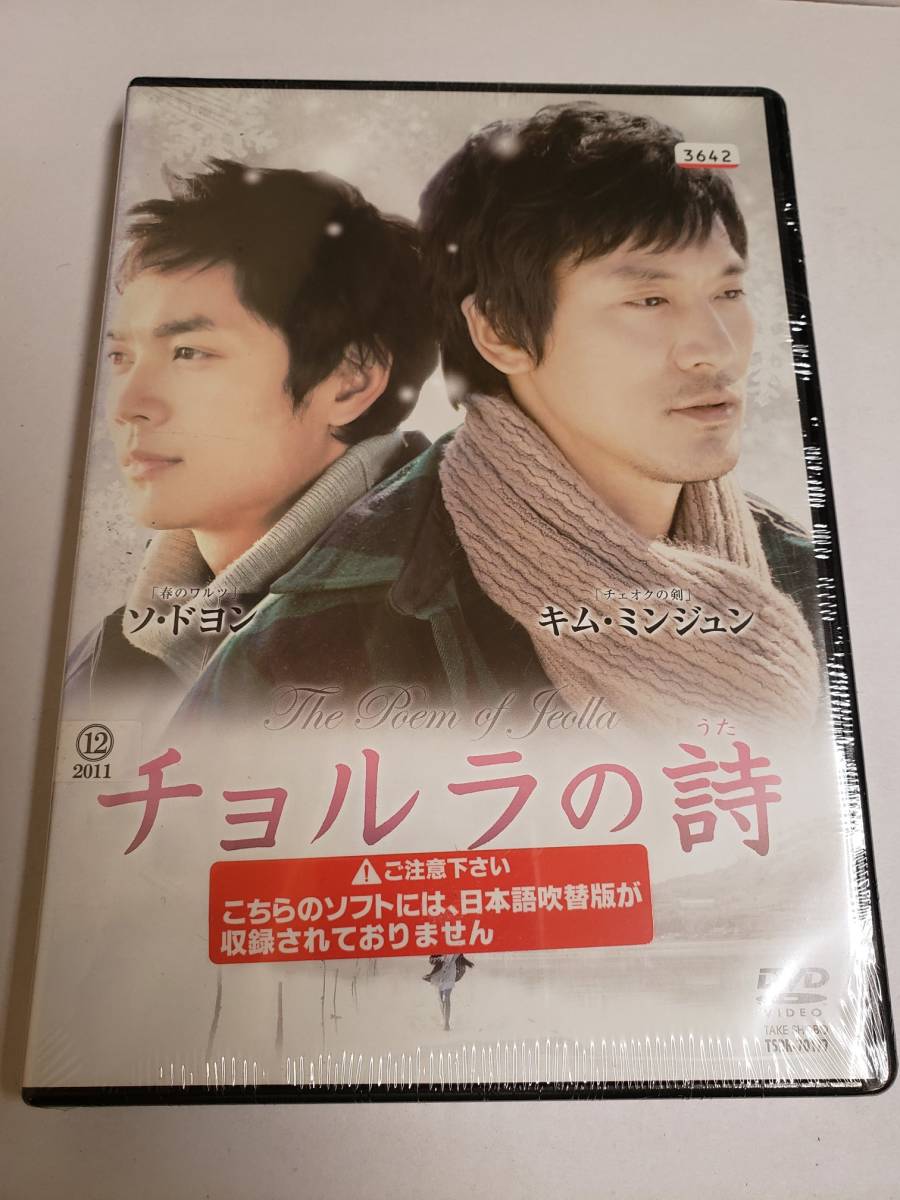 3642
「春のワルツ」
ソ・ドヨン
「チェオクの剣」
キム・ミンジュン
The Poem of Jeolla
うた
チョルラの詩
⑫
2011
ご注意下さい
こちらのソフトには、日本語吹替版が
収録されておりません
DVD
VIDEO
TAKE SHOBO